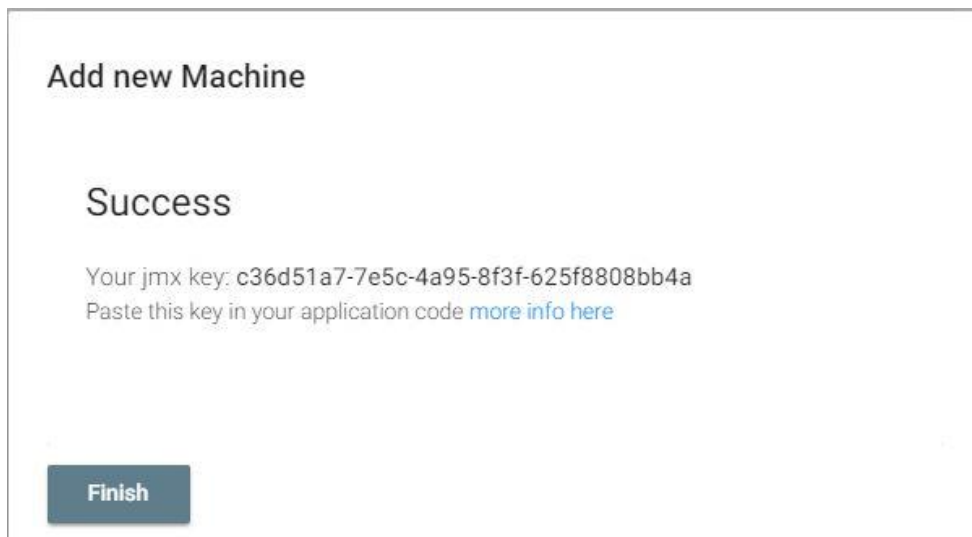 Add new Machine
Success
Your jmx key: c36d51a7-7e5c-4a95-8f3f-625f8808bb4a
Paste this key in your application code more info here
Finish